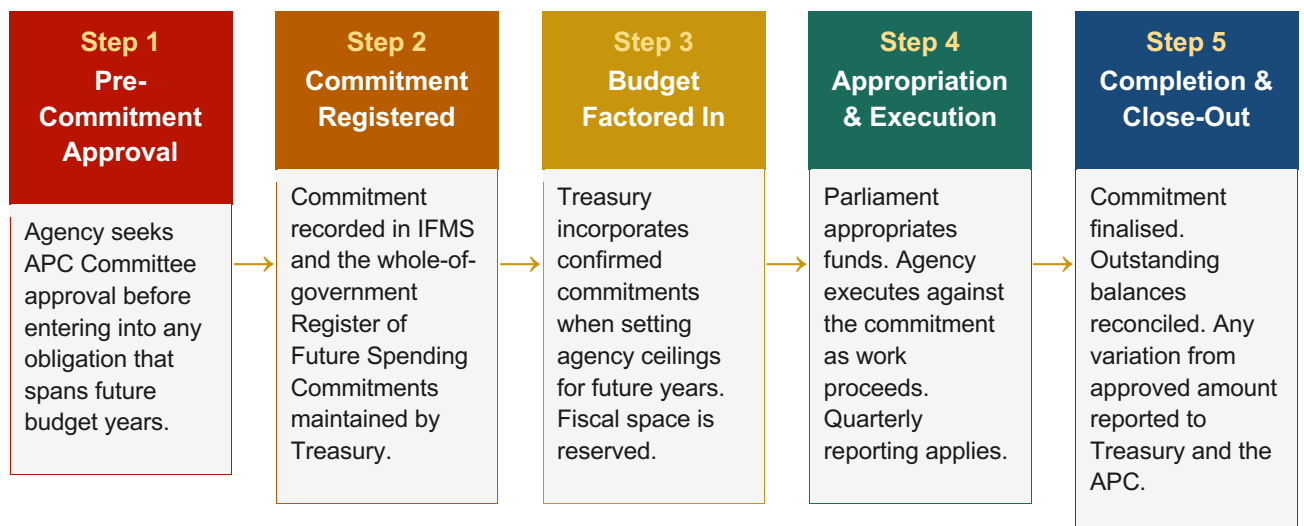 Step 1
Pre-
Commitment
Approval
Agency seeks
APC Committee
approval before
entering into any
obligation that
spans future
budget years.
→
Step 2
Commitment
Registered
Commitment
recorded in IFMS
and the whole-of-
government
Register of
Future Spending
Commitments
maintained by
Treasury.
→
Step 3
Budget
Factored In
Treasury
incorporates
confirmed
commitments
when setting
agency ceilings
for future years.
Fiscal space is
reserved.
→
Step 4
Appropriation
& Execution
Parliament
appropriates
funds. Agency
executes against
the commitment
as work
proceeds.
Quarterly
reporting applies.
→
Step 5
Completion &
Close-Out
Commitment
finalised.
Outstanding
balances
reconciled. Any
variation from
approved amount
reported to
Treasury and the
APC.